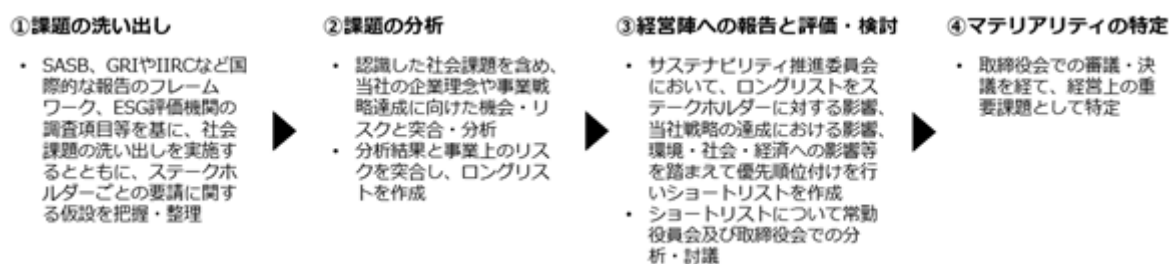 ①課題の洗い出し
• SASB、GRIやIIRCなど国
際的な報告のフレーム
ワーク、ESG評価機関の
調査項目等を基に、社会
課題の洗い出しを実施す
るとともに、ステークホ
ルダーごとの要請に関す
る仮設を把握・整理
②課題の分析
• 認識した社会課題を含め、
当社の企業理念や事業戦
略達成に向けた機会・リ
スクと突合・分析
• 分析結果と事業上のリス
クを突合し、ロングリス
トを作成
③経営陣への報告と評価・検討
• サステナビリティ推進委員会
において、ロングリストをス
テークホルダーに対する影響、
当社戦略の達成における影響、
環境・社会・経済への影響等
を踏まえて優先順位付けを行
いショートリストを作成
• ショートリストについて常勤
役員会及び取締役会での分
析・討議
④マテリアリティの特定
• 取締役会での審議・決
議を経て、経営上の重
要課題として特定